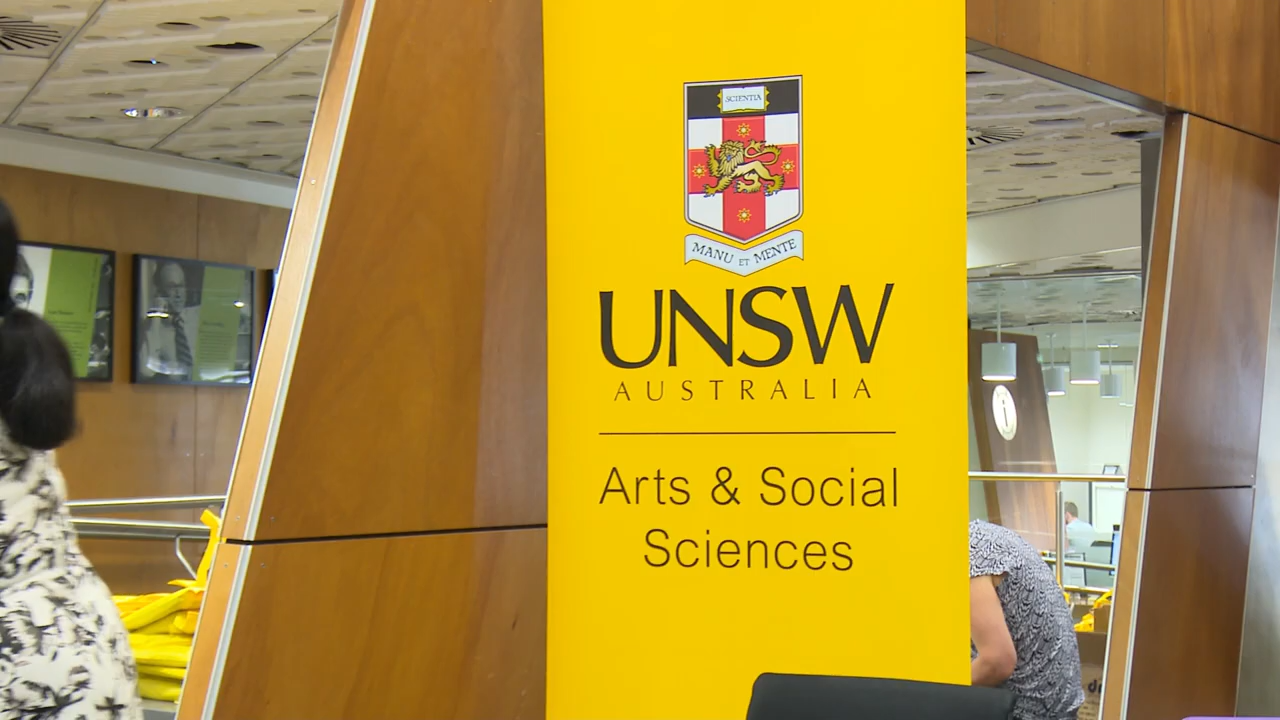 SCIENTIA
MANU ET MENTE
UNSW
AUSTRALIA
Arts & Social
Sciences
i